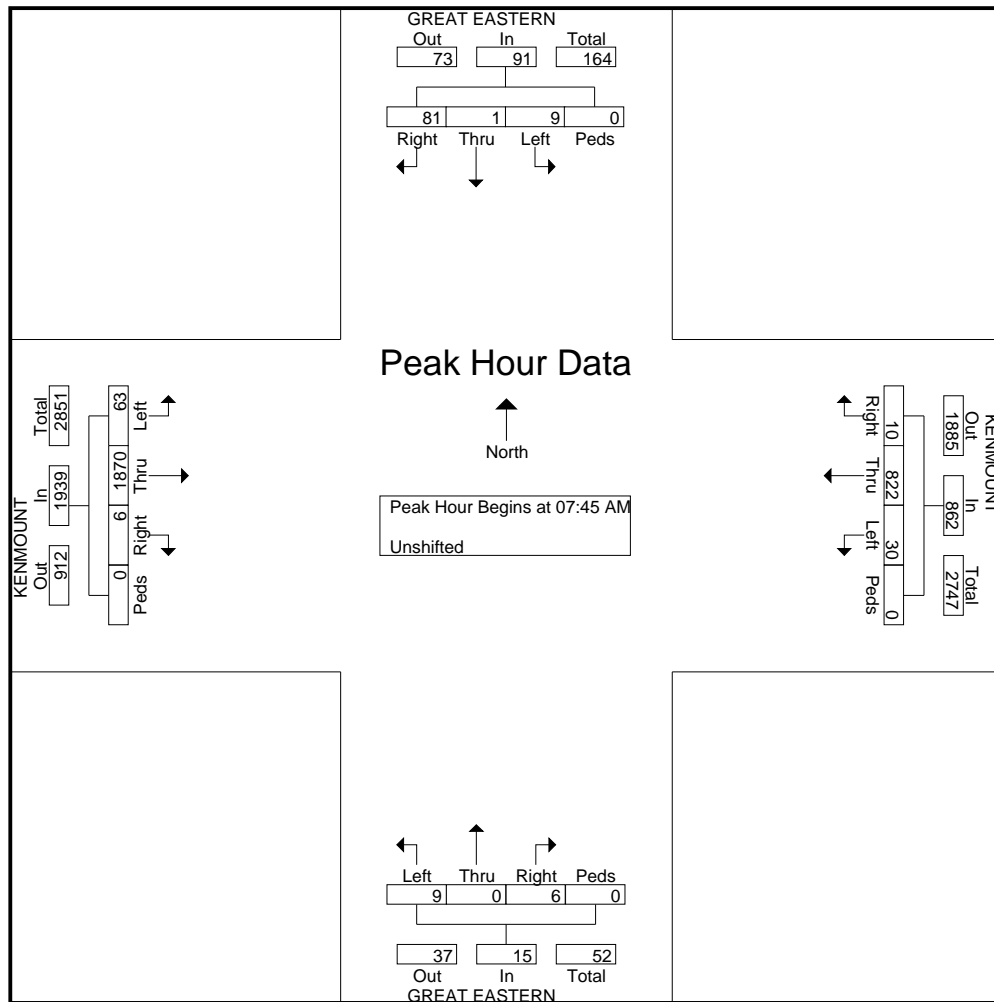 GREAT EASTERN
Out In Total
73 91 164
81 1 9 0
Right Thru Left Peds
Peak Hour Data
North
Peak Hour Begins at 07:45 AM
Unshifted
KENMOUNT
Out In Total
912 1939 2851
63 1870 6 0
Left Thru Right Peds
KENMOUNT
Out In Total
1885 862 2747
10 822 30 0
Right Thru Left Peds
Left Thru Right Peds
9 0 6 0
37 15 52
Out In Total
GREAT EASTERN